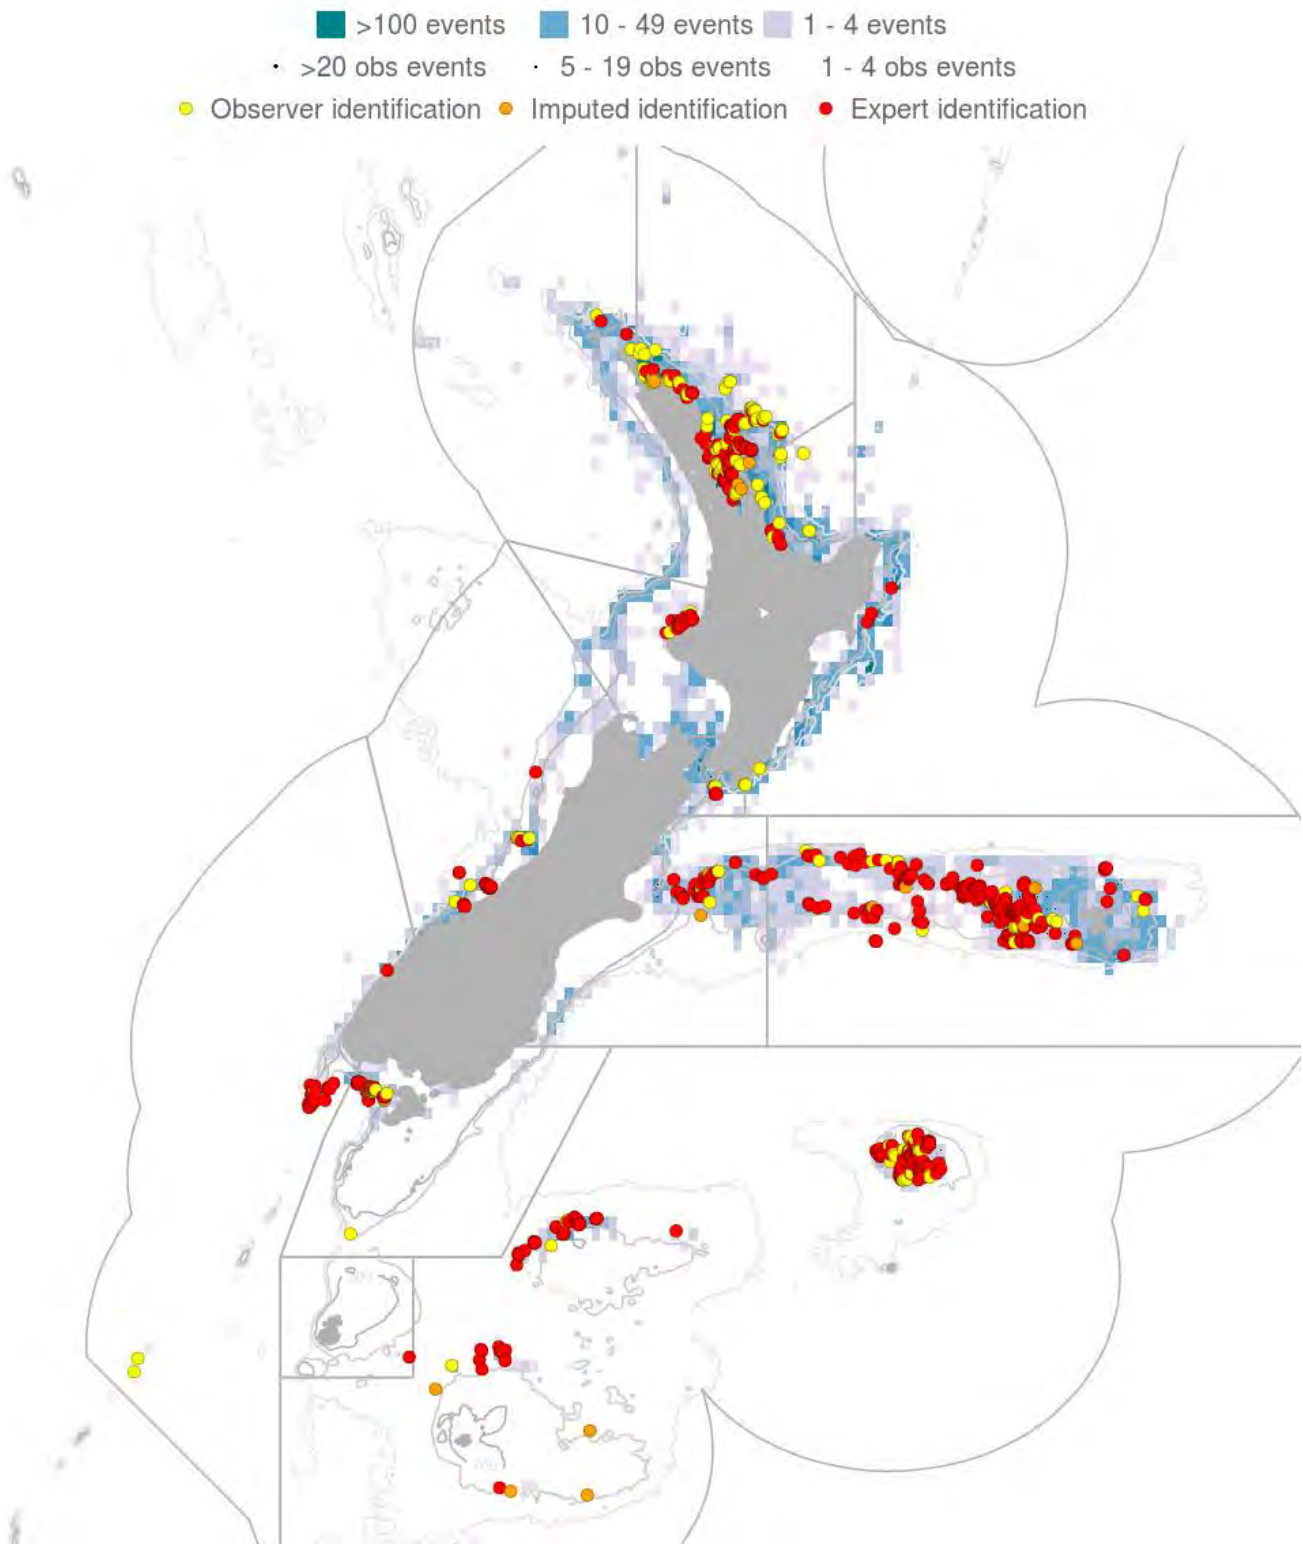 >100 events 10 - 49 events 1 - 4 events
>20 obs events 5 - 19 obs events 1 - 4 obs events
Observer identification Imputed identification Expert identification